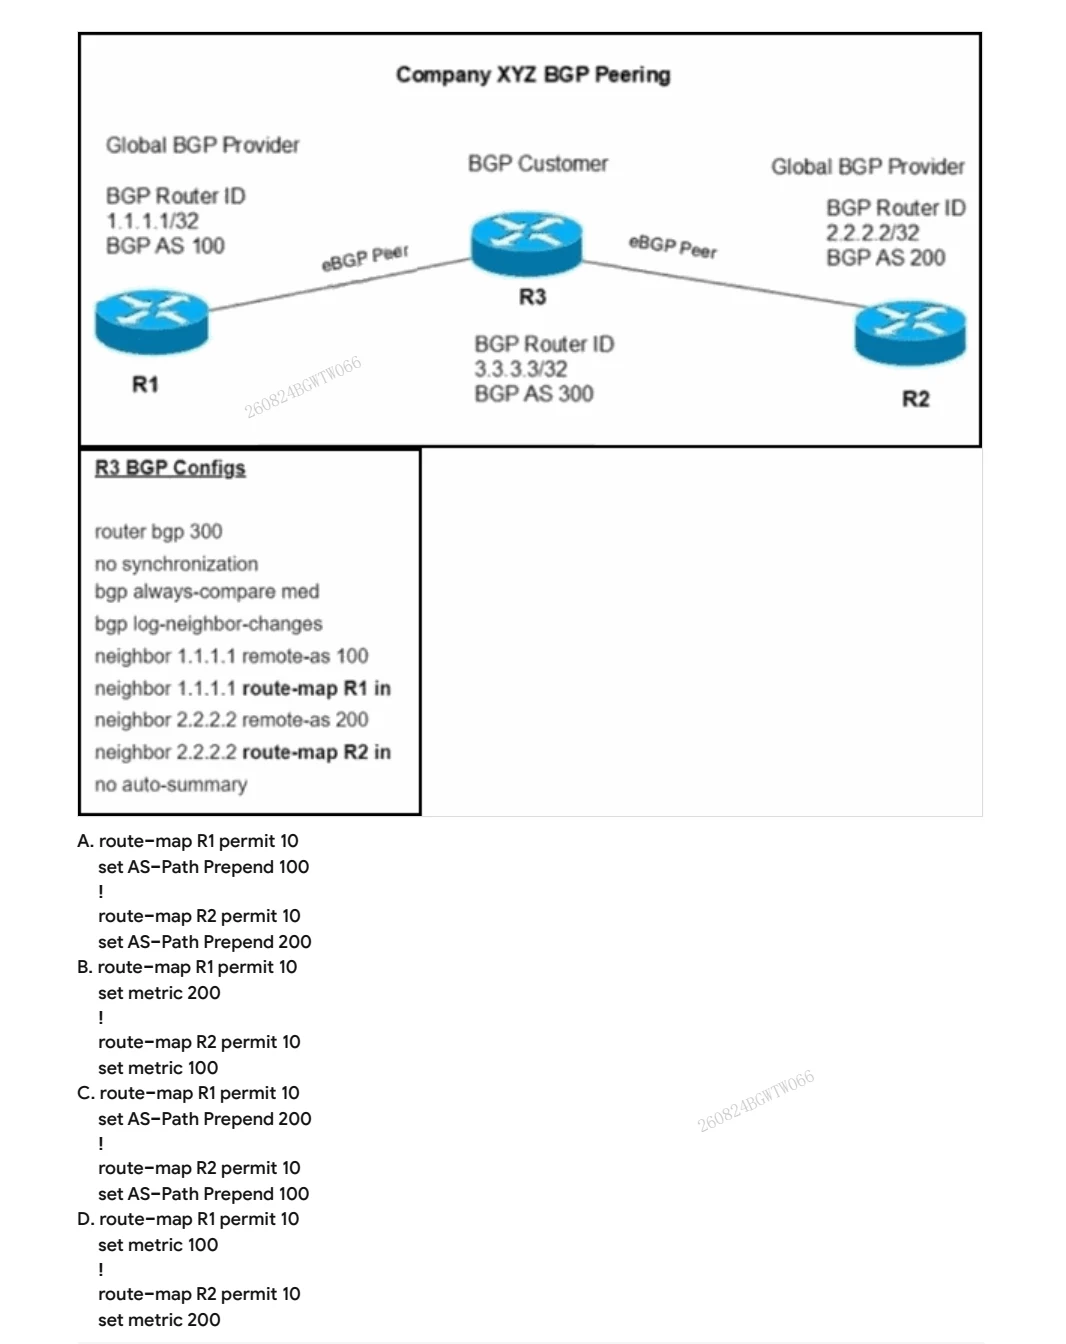 Company XYZ BGP Peering
Global BGP Provider
BGP Router ID
1.1.1.1/32
BGP AS 100
eBGP Peer
R1
BGP Customer
R3
BGP Router ID
3.3.3.3/32
BGP AS 300
eBGP Peer
Global BGP Provider
BGP Router ID
2.2.2.2/32
BGP AS 200
R2
260824BGWTW066
R3 BGP Configs
router bgp 300
no synchronization
bgp always-compare med
bgp log-neighbor-changes
neighbor 1.1.1.1 remote-as 100
neighbor 1.1.1.1 route-map R1 in
neighbor 2.2.2.2 remote-as 200
neighbor 2.2.2.2 route-map R2 in
no auto-summary
A. route-map R1 permit 10
set AS-Path Prepend 100
!
route-map R2 permit 10
set AS-Path Prepend 200
B. route-map R1 permit 10
set metric 200
!
route-map R2 permit 10
set metric 100
C. route-map R1 permit 10
set AS-Path Prepend 200
!
route-map R2 permit 10
set AS-Path Prepend 100
D. route-map R1 permit 10
set metric 100
!
route-map R2 permit 10
set metric 200
260824BGWTW066